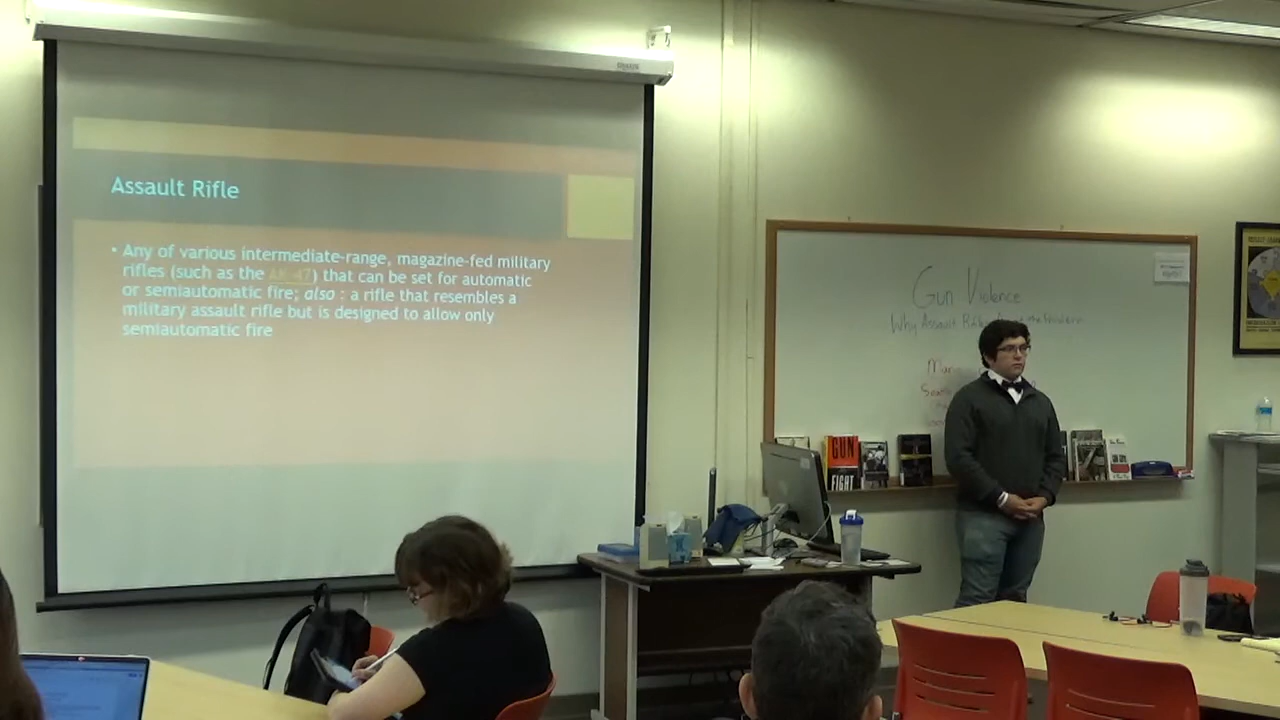 Assault Rifle
• Any of various intermediate-range, magazine-fed military
rifles (such as the AK-47) that can be set for automatic
or semiautomatic fire; also : a rifle that resembles a
military assault rifle but is designed to allow only
semiautomatic fire
Gun Violence
Why Assault
GUN
FIGHT